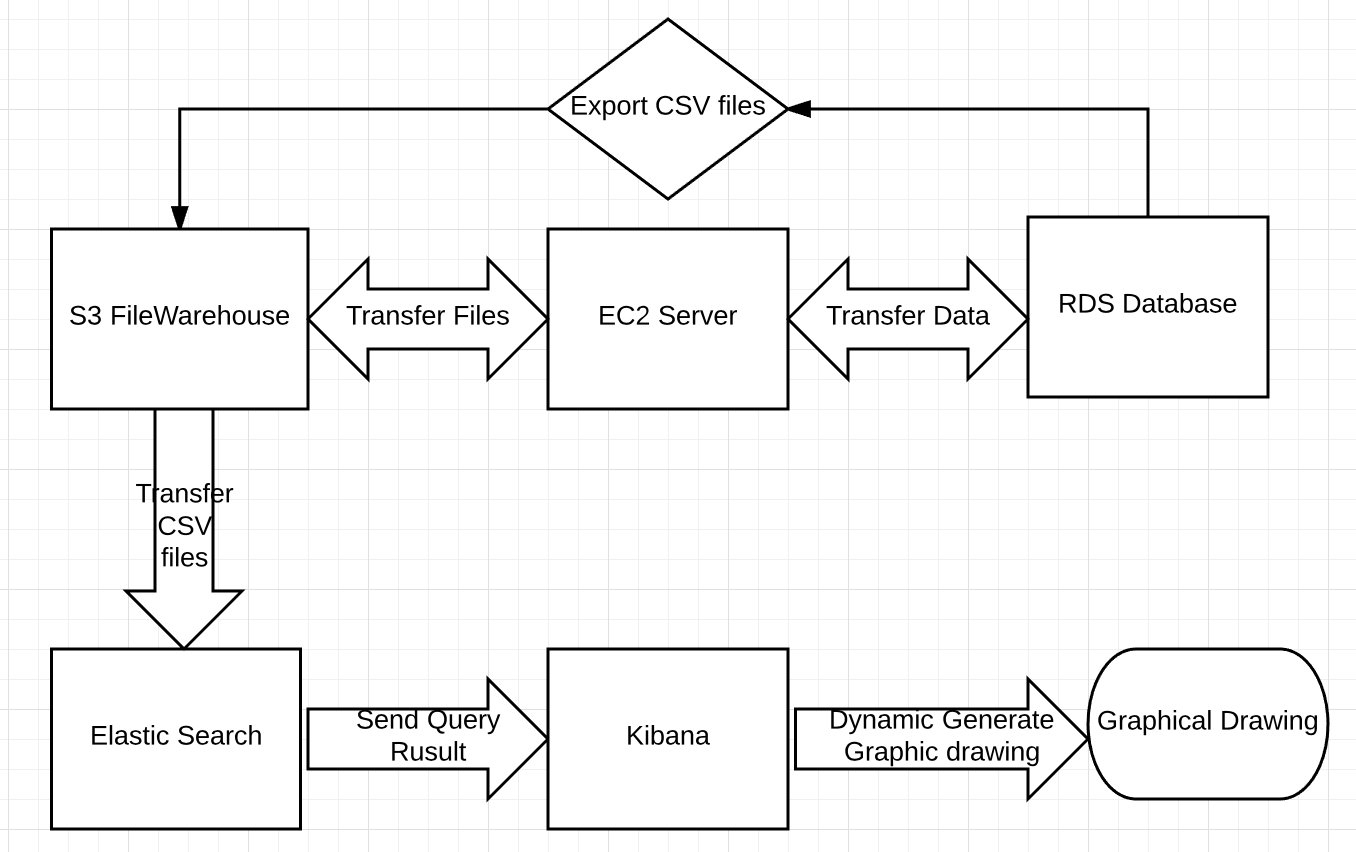 Export CSV files
S3 FileWarehouse
Transfer Files
EC2 Server
Transfer Data
RDS Database
Transfer
CSV
files
Elastic Search
Send Query
Rusult
Kibana
Dynamic Generate
Graphic drawing
Graphical Drawing